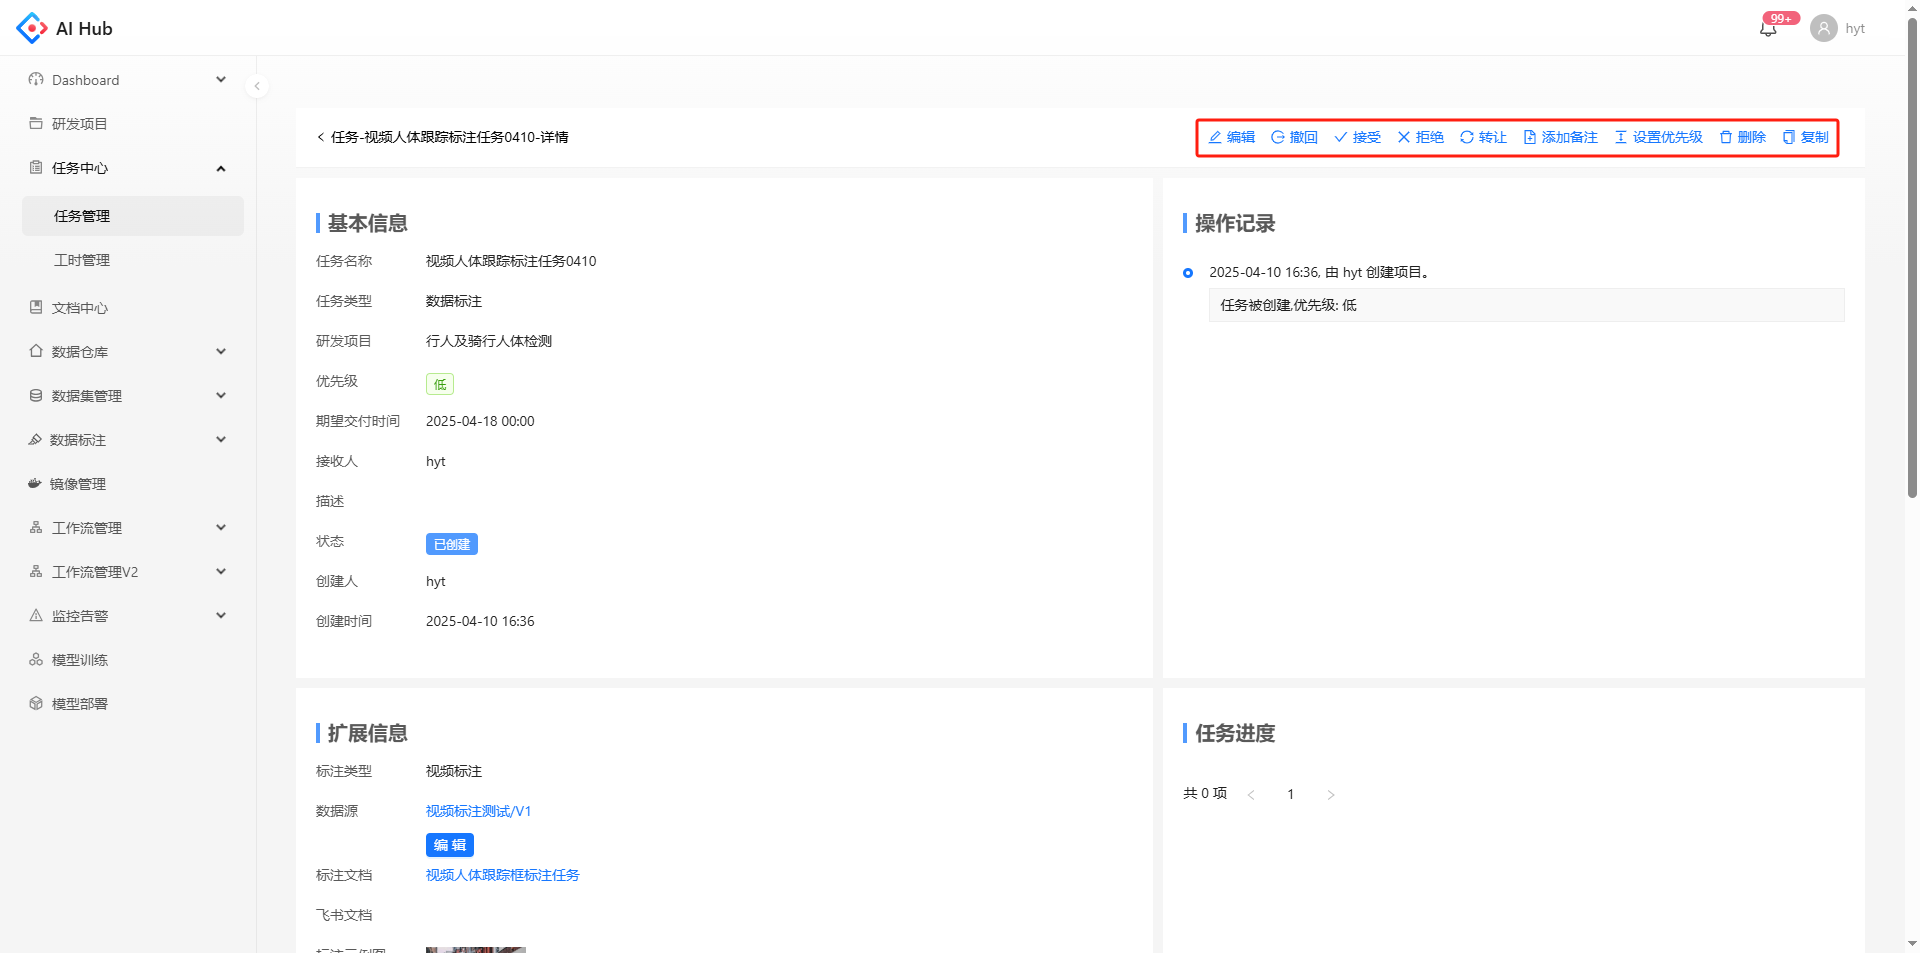 AI Hub
99+
hyt
Dashboard
研发项目
任务中心
任务管理
工时管理
文档中心
数据仓库
数据集管理
数据标注
镜像管理
工作流管理
工作流管理V2
监控告警
模型训练
模型部署
任务-视频人体跟踪标注任务0410-详情
编辑 撤回 接受 拒绝 转让 添加备注 设置优先级 删除 复制
基本信息
任务名称 视频人体跟踪标注任务0410
任务类型 数据标注
研发项目 行人及骑行人体检测
优先级 低
期望交付时间 2025-04-18 00:00
接收人 hyt
描述
状态 已创建
创建人 hyt
创建时间 2025-04-10 16:36
操作记录
2025-04-10 16:36, 由 hyt 创建项目。
任务被创建,优先级: 低
扩展信息
标注类型 视频标注
数据源 视频标注测试/V1
编 辑
标注文档 视频人体跟踪框标注任务
飞书文档
任务进度
共 0 项 1